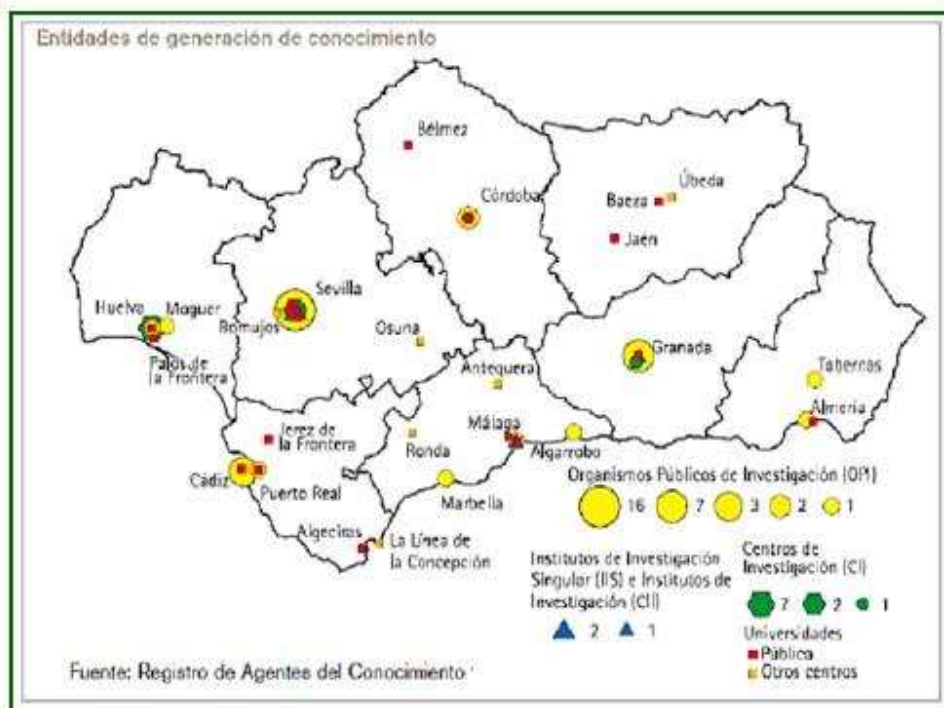 Entidades de generación de conocimiento
Bélmez
Córdoba
Úbeda
Baeza
Jaén
Sevilla
Huelva
Moguer
Bomujos
Osuna
Granada
Palos de
la Frontera
Antequera
Tabernas
Almería
Jerez de
la Frontera
Málaga
Ronda
Algarrobo
Cádiz
Puerto Real
Marbella
Organismos Públicos de Investigación (OPI)
16 7 3 2 1
Algeciras
La Línea de
la Concepción
Institutos de Investigación
Singular (IIS) e Institutos de
Investigación (CII)
2 1
Centros de
Investigación (CI)
7 2 1
Universidades
Pública
Otros centros
Fuente: Registro de Agentes del Conocimiento